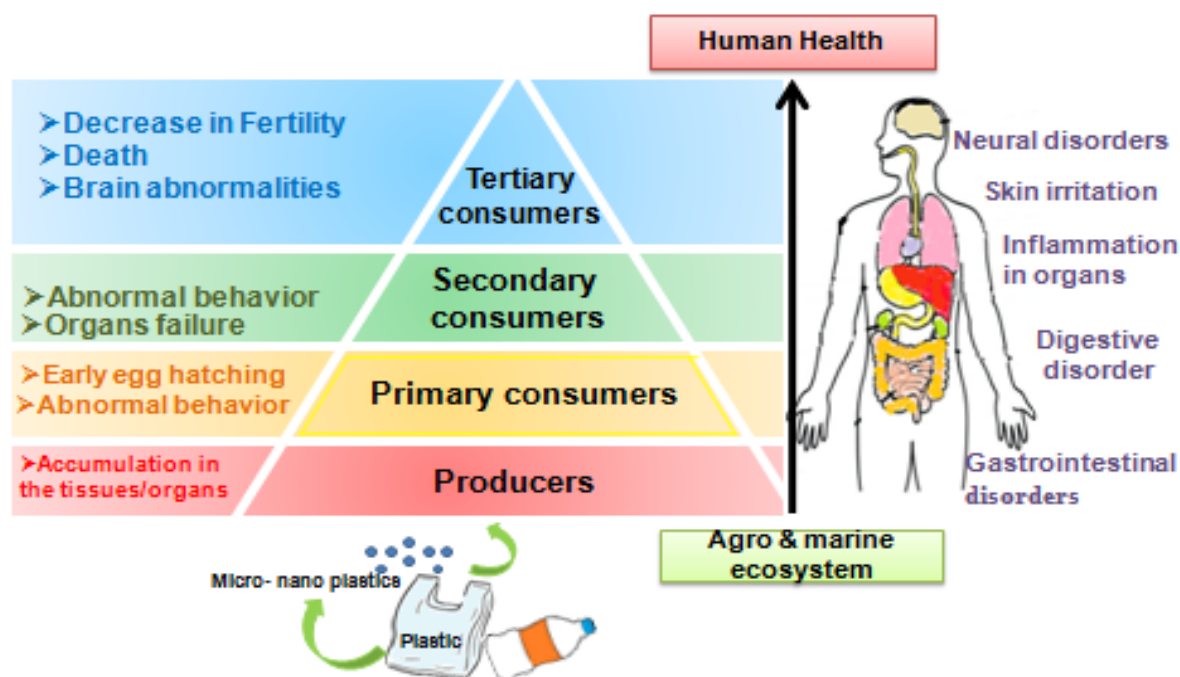 Human Health
➢Decrease in Fertility
➢Death
➢Brain abnormalities
Tertiary
consumers
➢Abnormal behavior
➢Organs failure
Secondary
consumers
➢Early egg hatching
➢Abnormal behavior
Primary consumers
➢Accumulation in
the tissues/organs
Producers
Neural disorders
Skin irritation
Inflammation
in organs
Digestive
disorder
Gastrointestinal
disorders
Agro & marine
ecosystem
Micro- nano plastics
Plastic